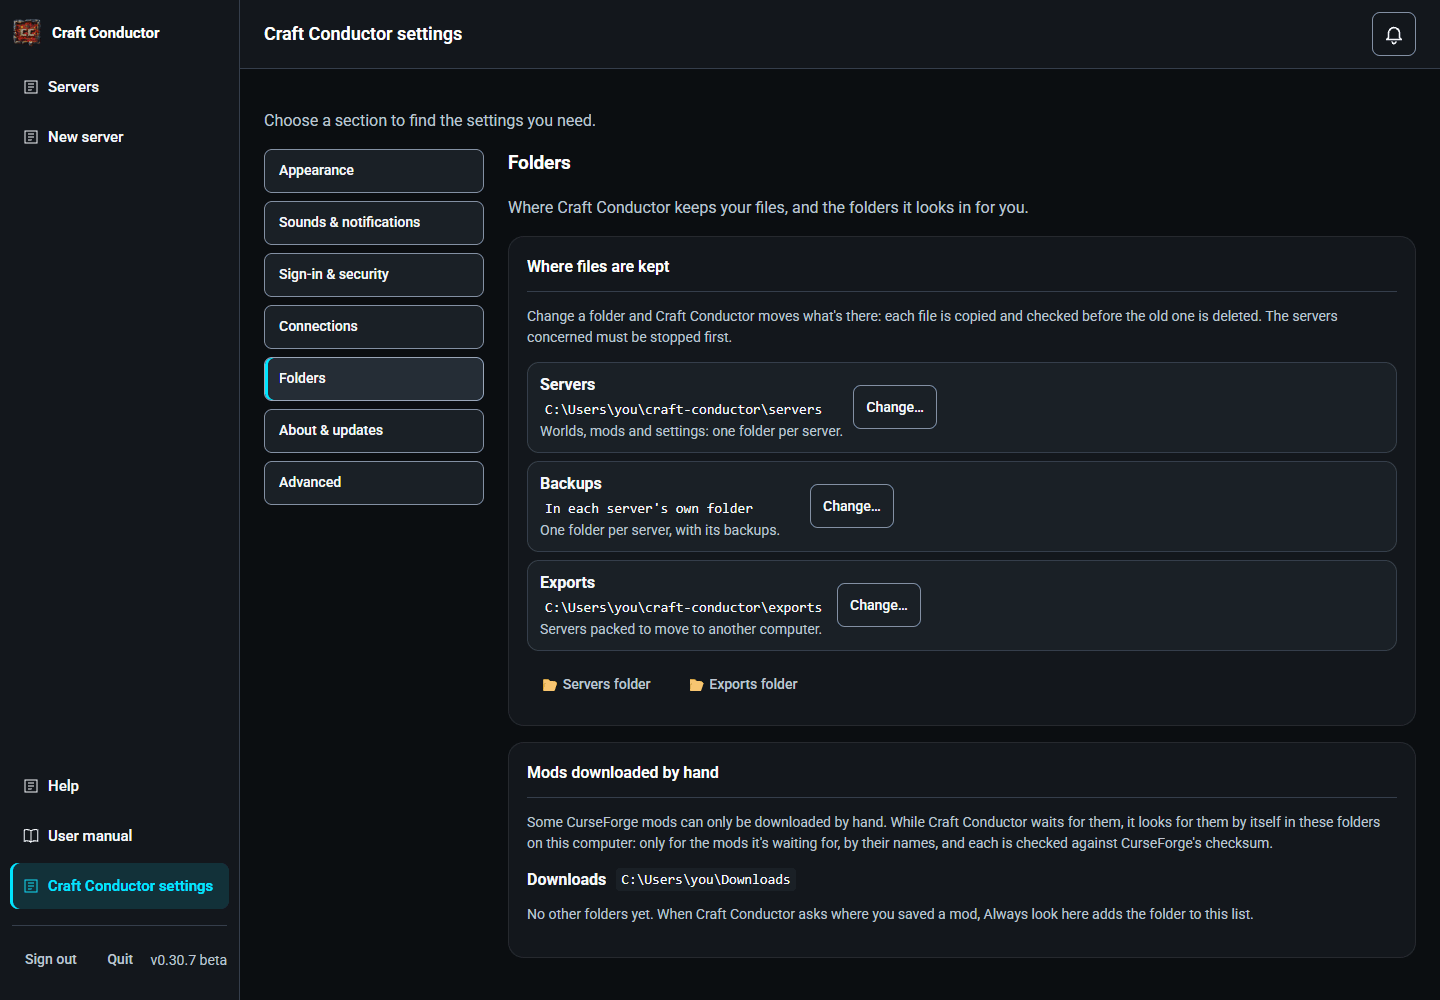 Craft Conductor
Servers
New server
Help
User manual
Craft Conductor settings
Sign out
Quit
v0.30.7 beta
Craft Conductor settings
Choose a section to find the settings you need.
Appearance
Sounds & notifications
Sign-in & security
Connections
Folders
About & updates
Advanced
Folders
Where Craft Conductor keeps your files, and the folders it looks in for you.
Where files are kept
Change a folder and Craft Conductor moves what's there: each file is copied and checked before the old one is deleted. The servers
concerned must be stopped first.
Servers
C:\Users\you\craft-conductor\servers
Worlds, mods and settings: one folder per server.
Change…
Backups
In each server's own folder
One folder per server, with its backups.
Change…
Exports
C:\Users\you\craft-conductor\exports
Servers packed to move to another computer.
Change…
Servers folder
Exports folder
Mods downloaded by hand
Some CurseForge mods can only be downloaded by hand. While Craft Conductor waits for them, it looks for them by itself in these folders
on this computer: only for the mods it's waiting for, by their names, and each is checked against CurseForge's checksum.
Downloads C:\Users\you\Downloads
No other folders yet. When Craft Conductor asks where you saved a mod, Always look here adds the folder to this list.